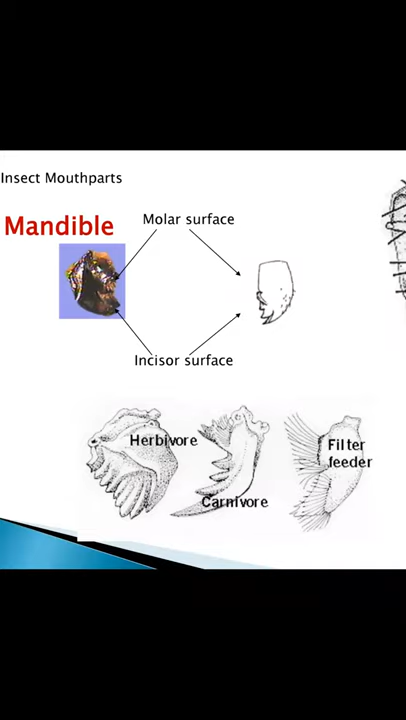 Insect Mouthparts
Mandible
Molar surface
Incisor surface
Herbivore
Carnivore
Filter
feeder